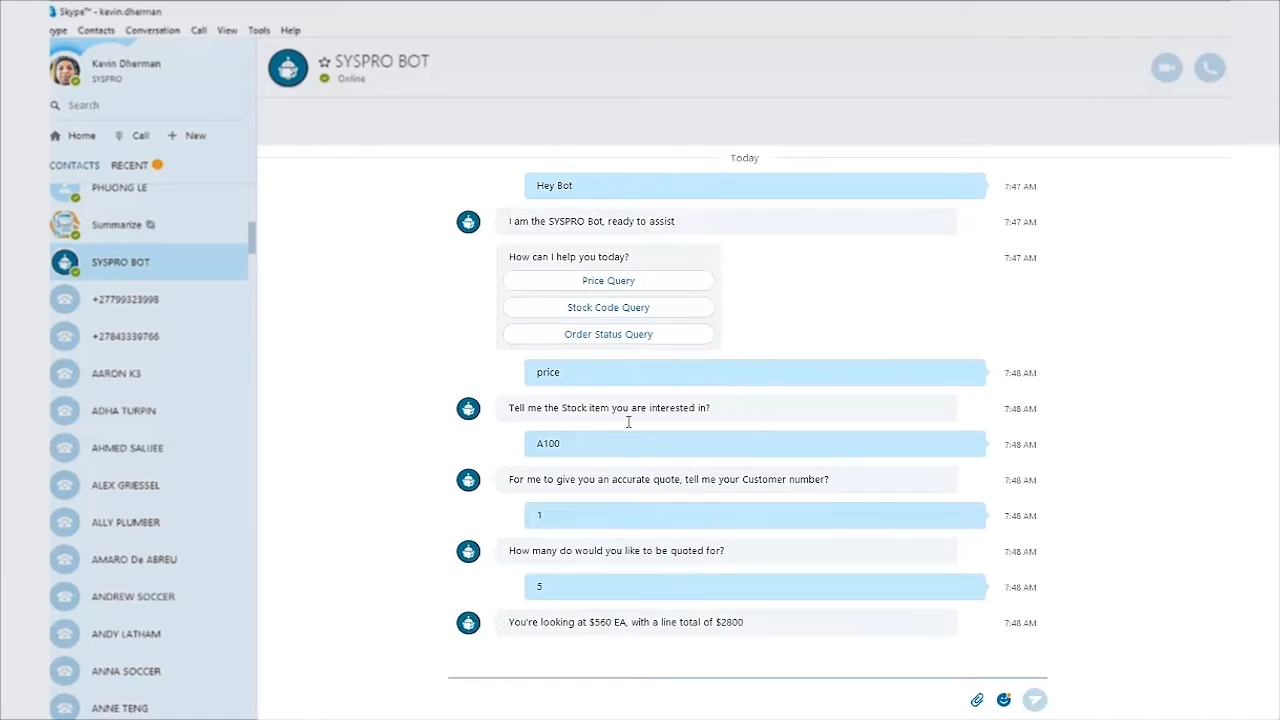 Skype™ - kevin.dherman
ype Contacts Conversation Call View Tools Help
Kevin Dherman
SYSPRO
Search
Home Call New
CONTACTS RECENT
PHUONG LE
Summarize
SYSPRO BOT
+27799323998
+27843339766
AARON K3
ADHA TURPIN
AHMED SALIJEE
ALEX GRIESSEL
ALLY PLUMBER
AMARO De ABREU
ANDREW SOCCER
ANDY LATHAM
ANNA SOCCER
ANNE TENG
SYSPRO BOT
Online
Today
Hey Bot 7:47 AM
I am the SYSPRO Bot, ready to assist 7:47 AM
How can I help you today? 7:47 AM
Price Query
Stock Code Query
Order Status Query
price 7:48 AM
Tell me the Stock item you are interested in? 7:48 AM
A100 7:48 AM
For me to give you an accurate quote, tell me your Customer number? 7:48 AM
1 7:48 AM
How many do would you like to be quoted for? 7:48 AM
5 7:48 AM
You're looking at $560 EA, with a line total of $2800 7:48 AM